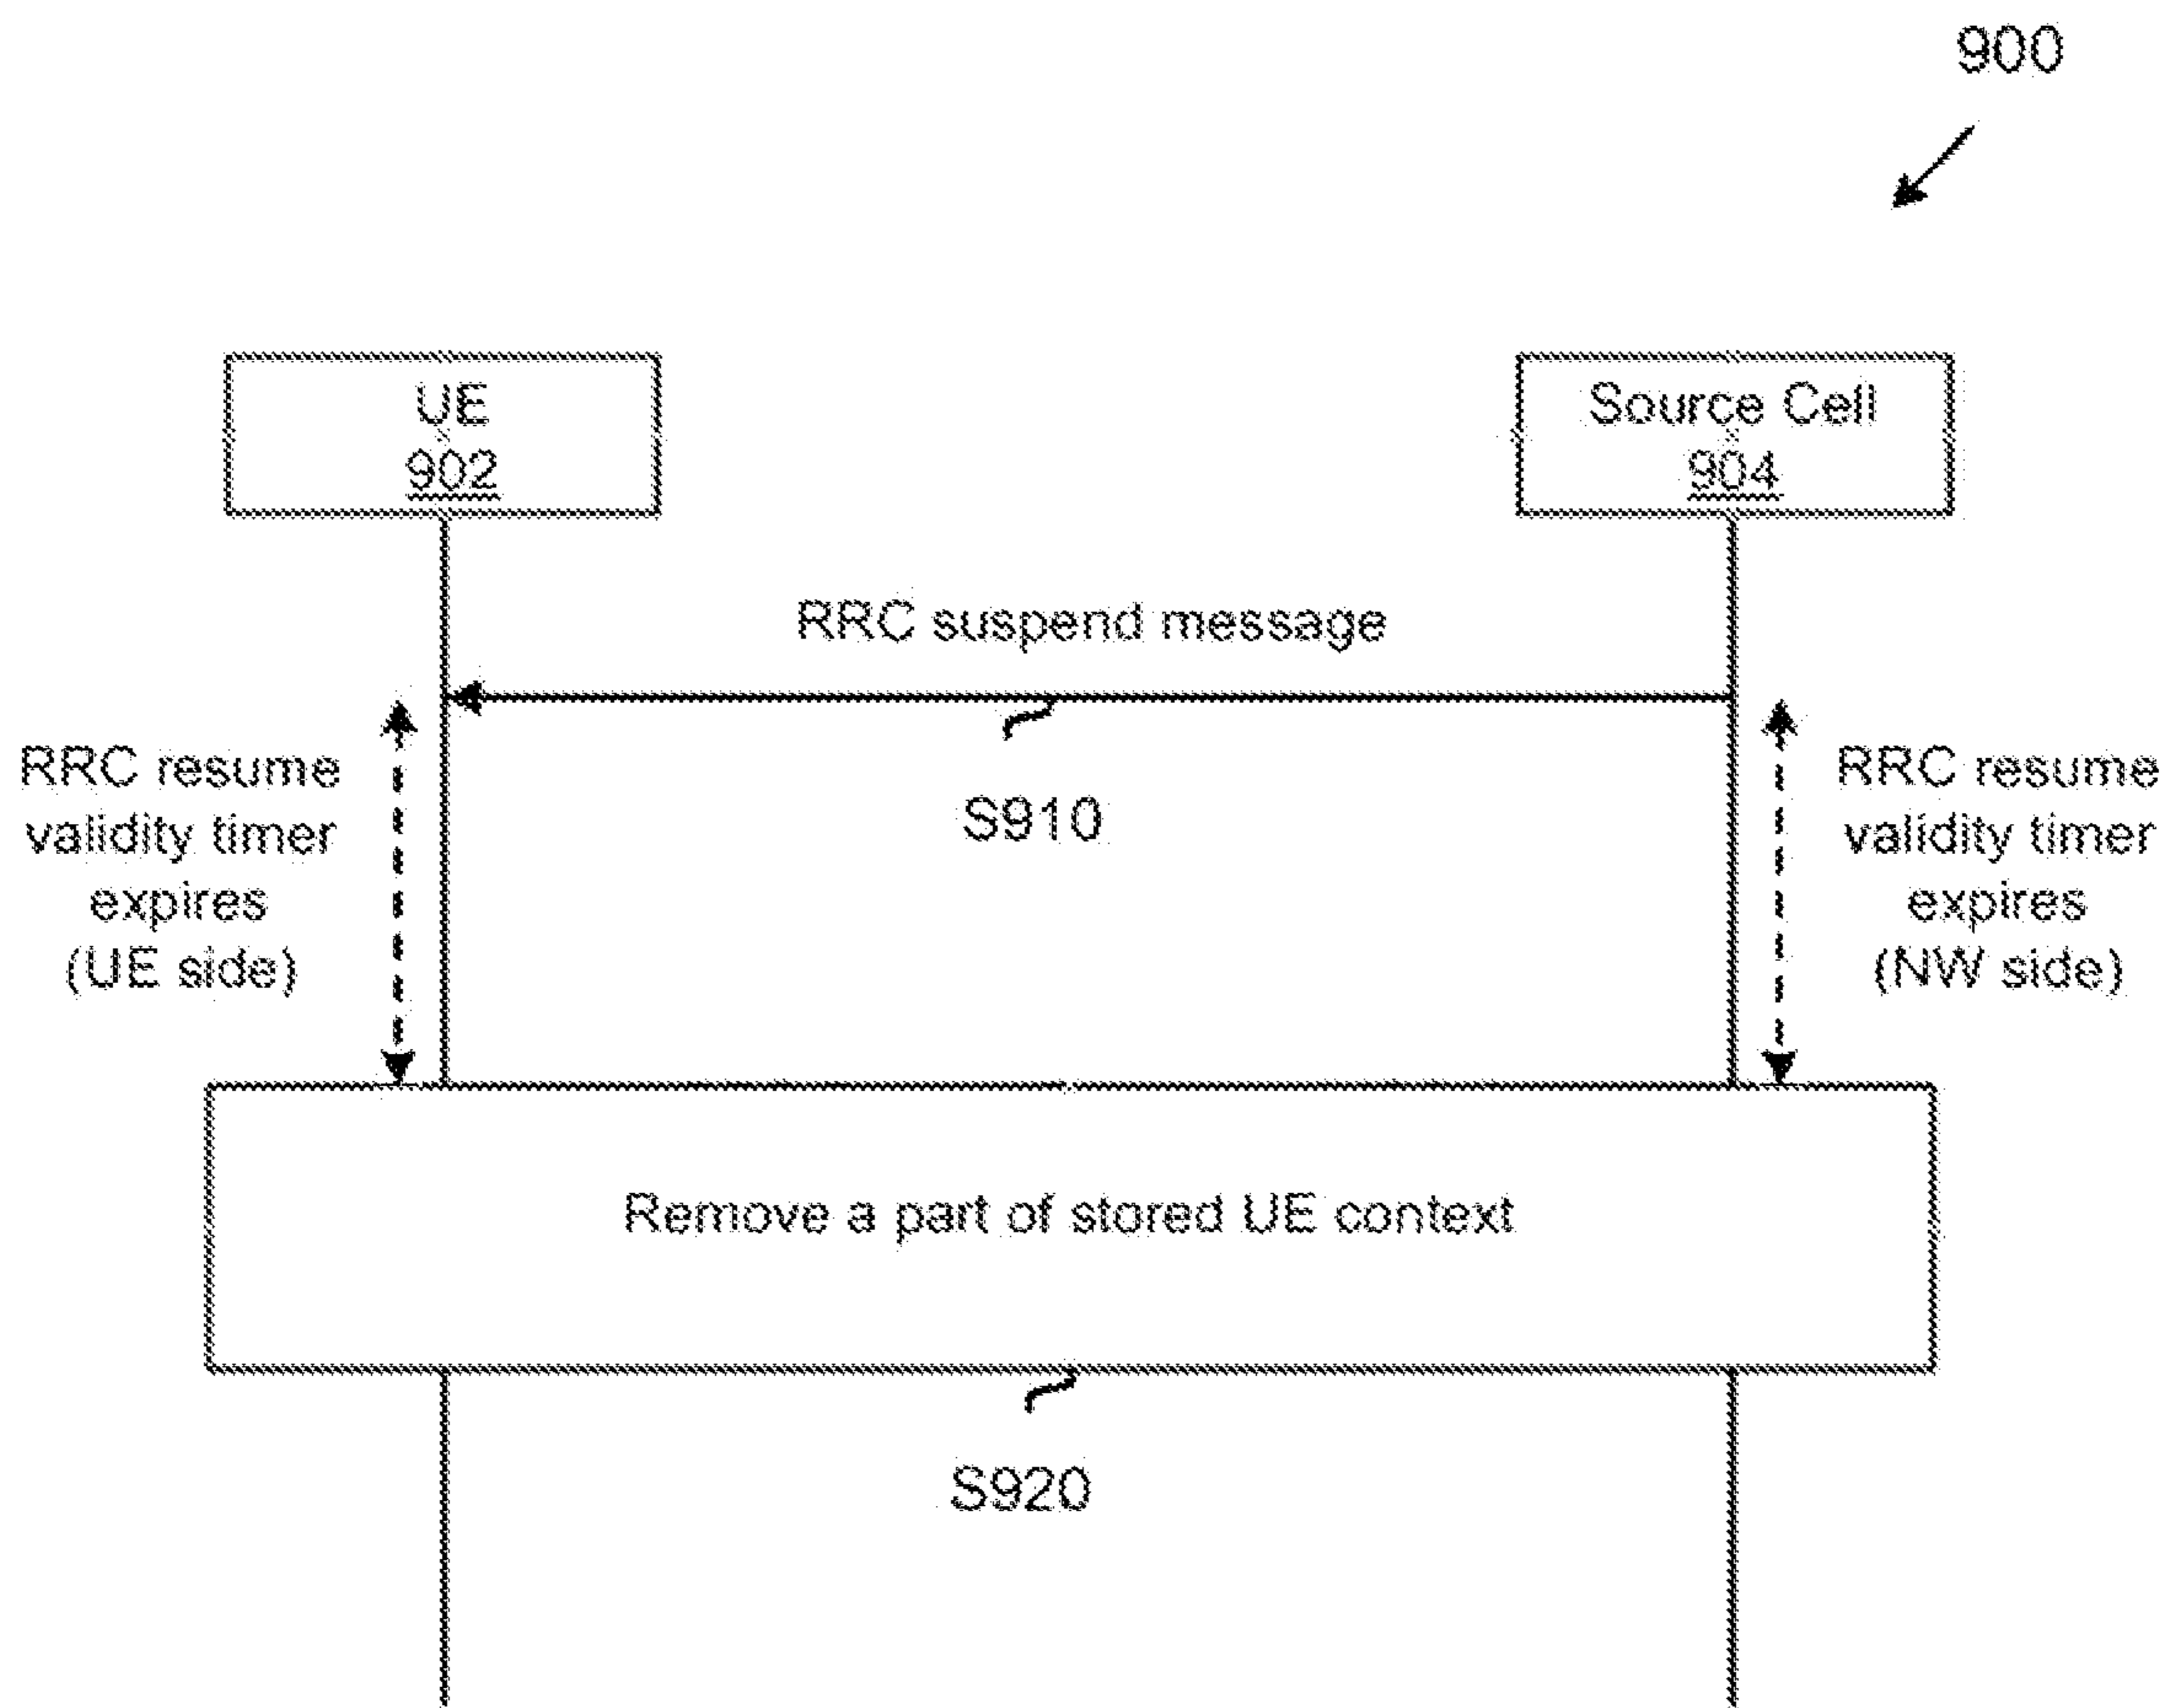 900
UE
902
Source Cell
904
RRC suspend message
S910
RRC resume
validity timer
expires
(UE side)
RRC resume
validity timer
expires
(NW side)
Remove a part of stored UE context
S920